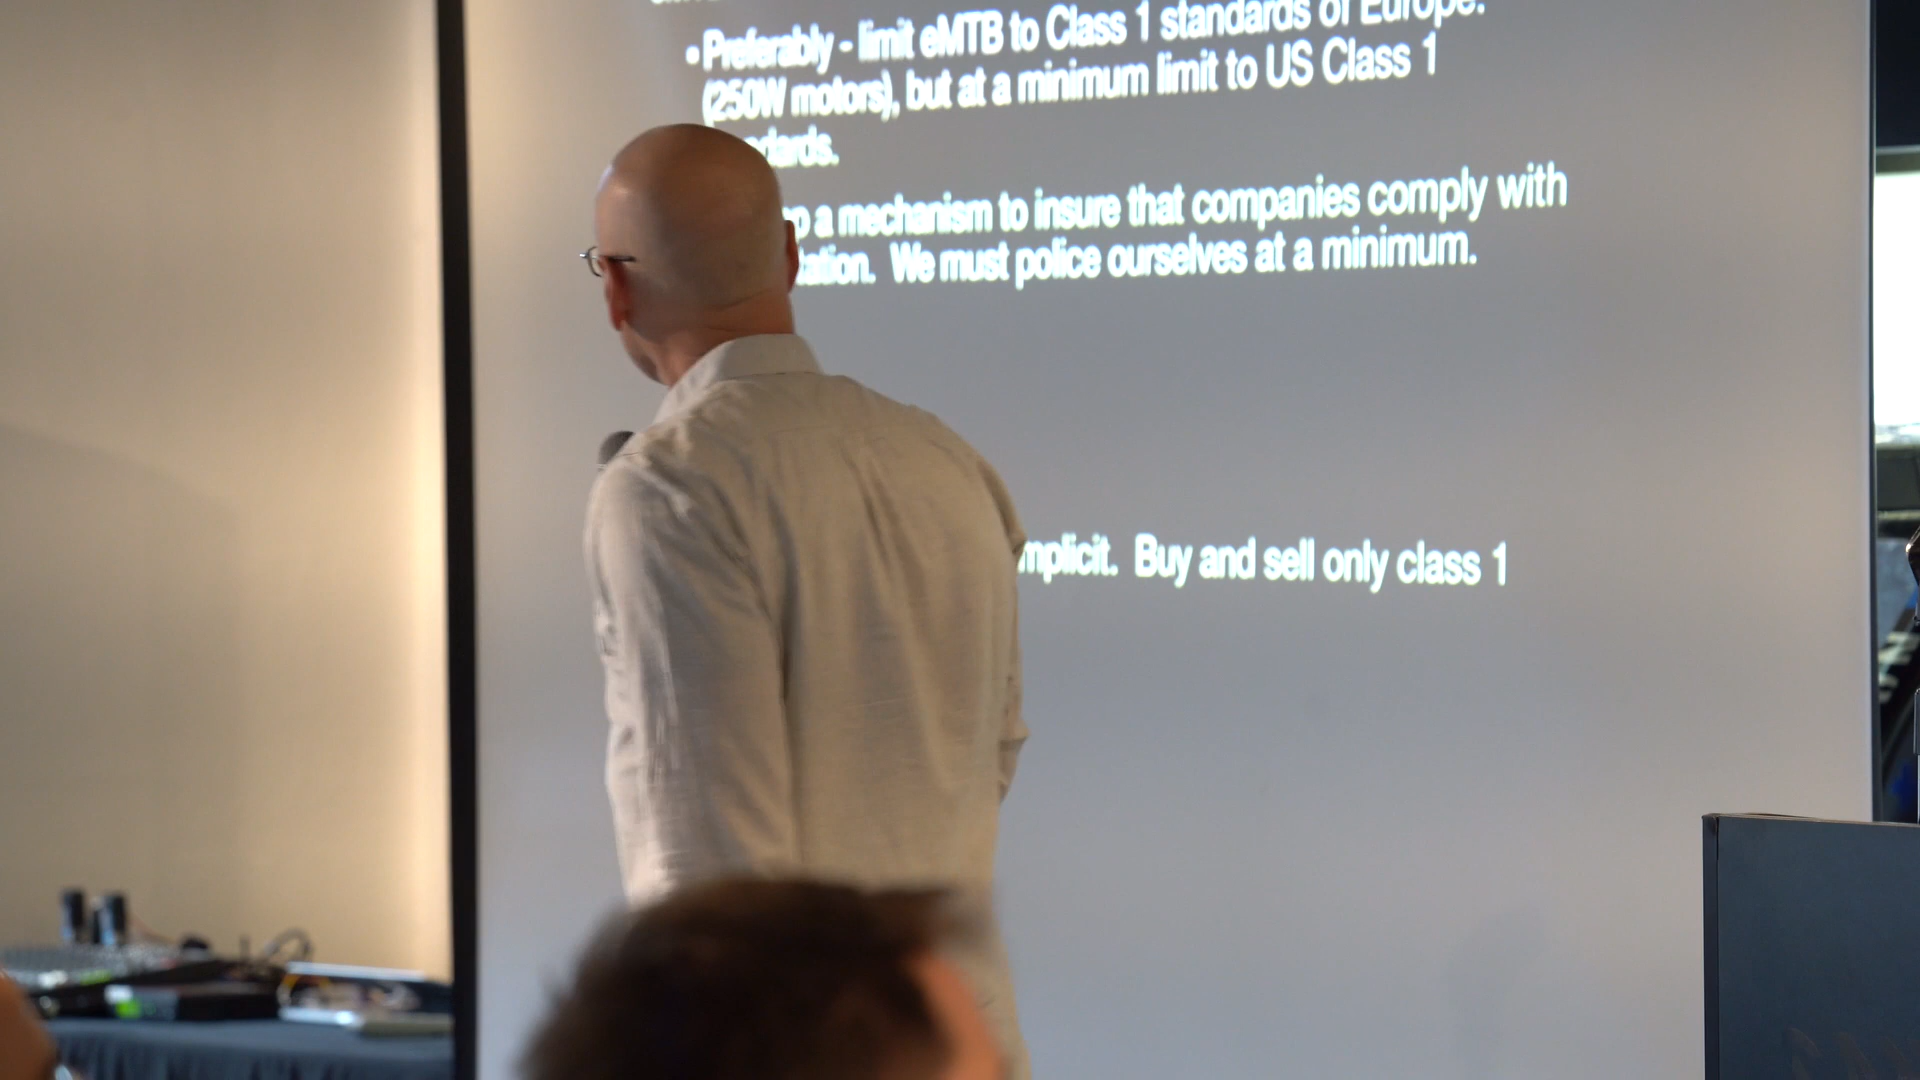 • Preferably - limit eMTB to Class 1 standards of Europe.
(250W motors), but at a minimum limit to US Class 1
a mechanism to insure that companies comply with
We must police ourselves at a minimum.
Buy and sell only class 1